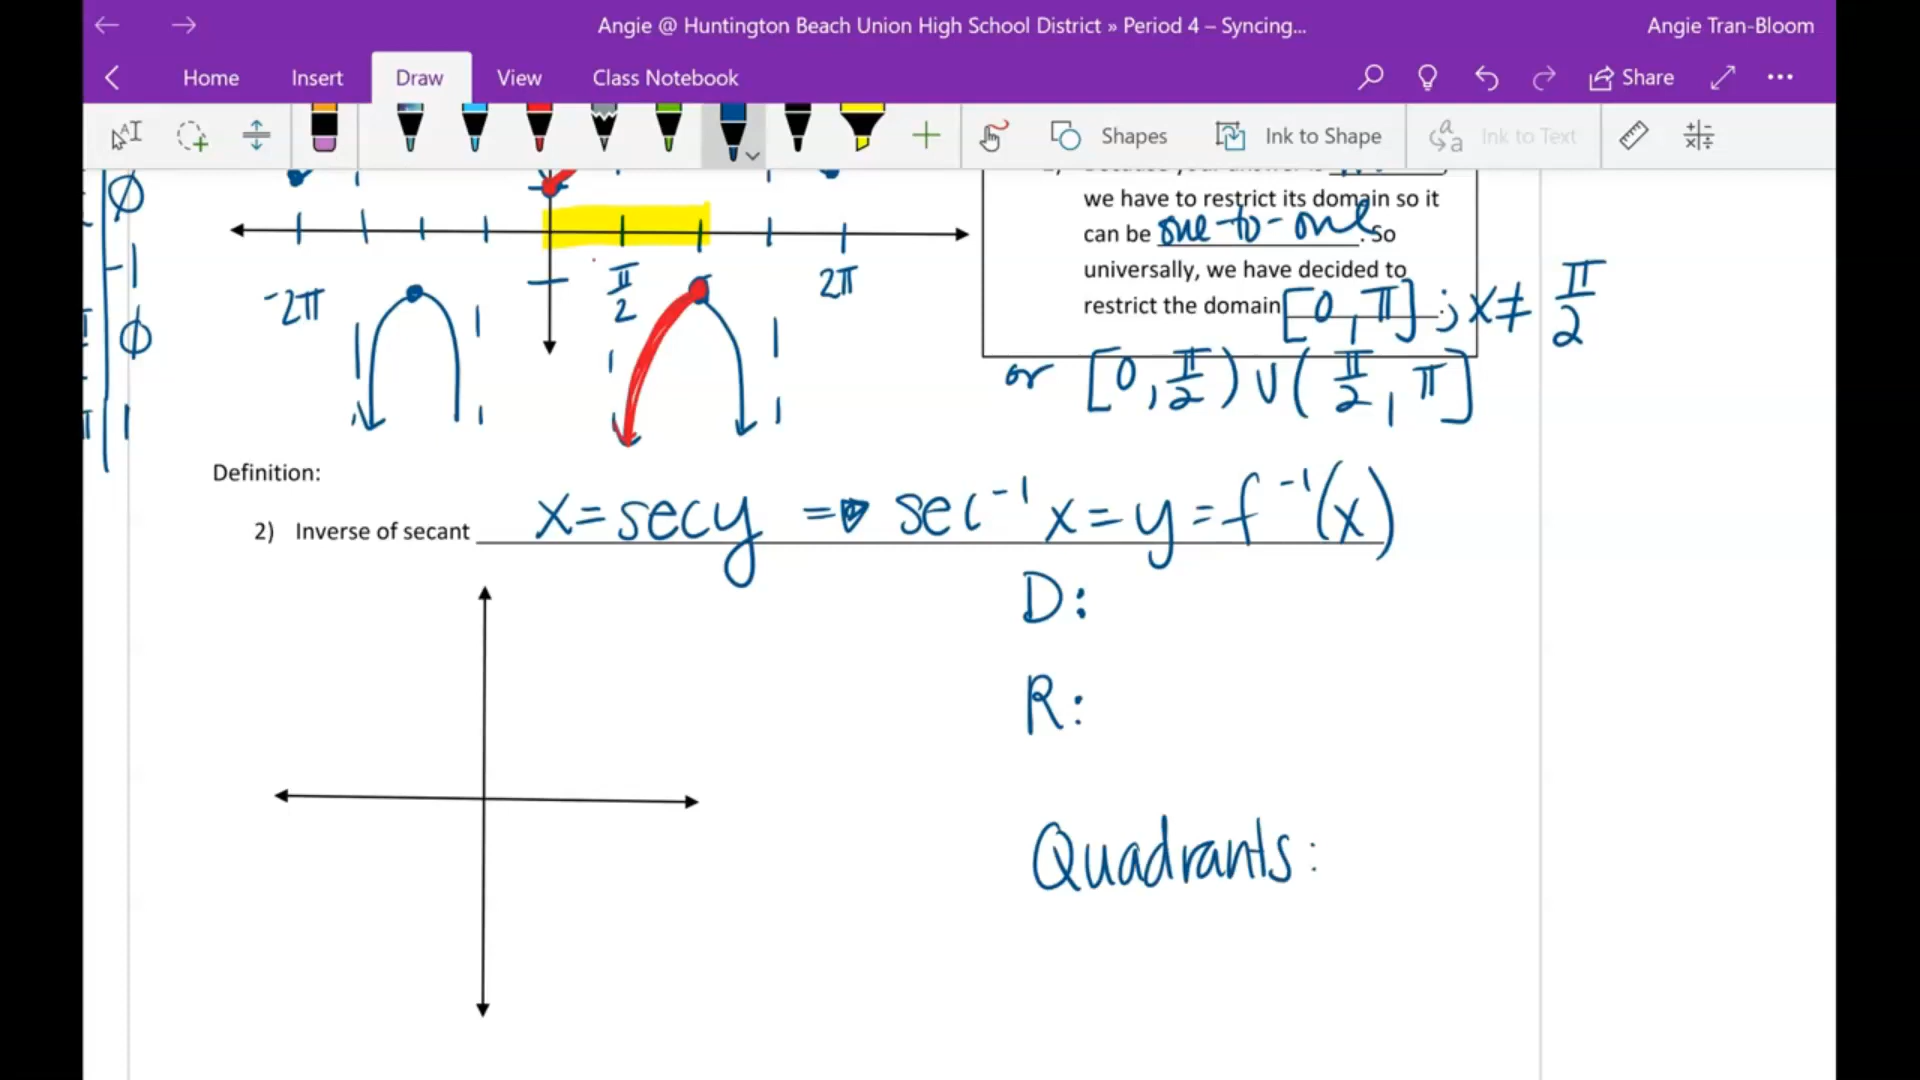 Angie @ Huntington Beach Union High School District » Period 4 – Syncing...
Angie Tran-Bloom
Home Insert Draw View Class Notebook
Share
Shapes Ink to Shape Ink to Text
we have to restrict its domain so it
can be one-to-one. So
universally, we have decided to
restrict the domain [0, π] ; x ≠ π/2
or [0, π/2) ∪ (π/2, π]
∅
-1
∅
π 1
-2π π/2 2π
Definition:
2) Inverse of secant x = sec y ⇒ sec⁻¹ x = y = f⁻¹(x)
D:
R:
Quadrants: